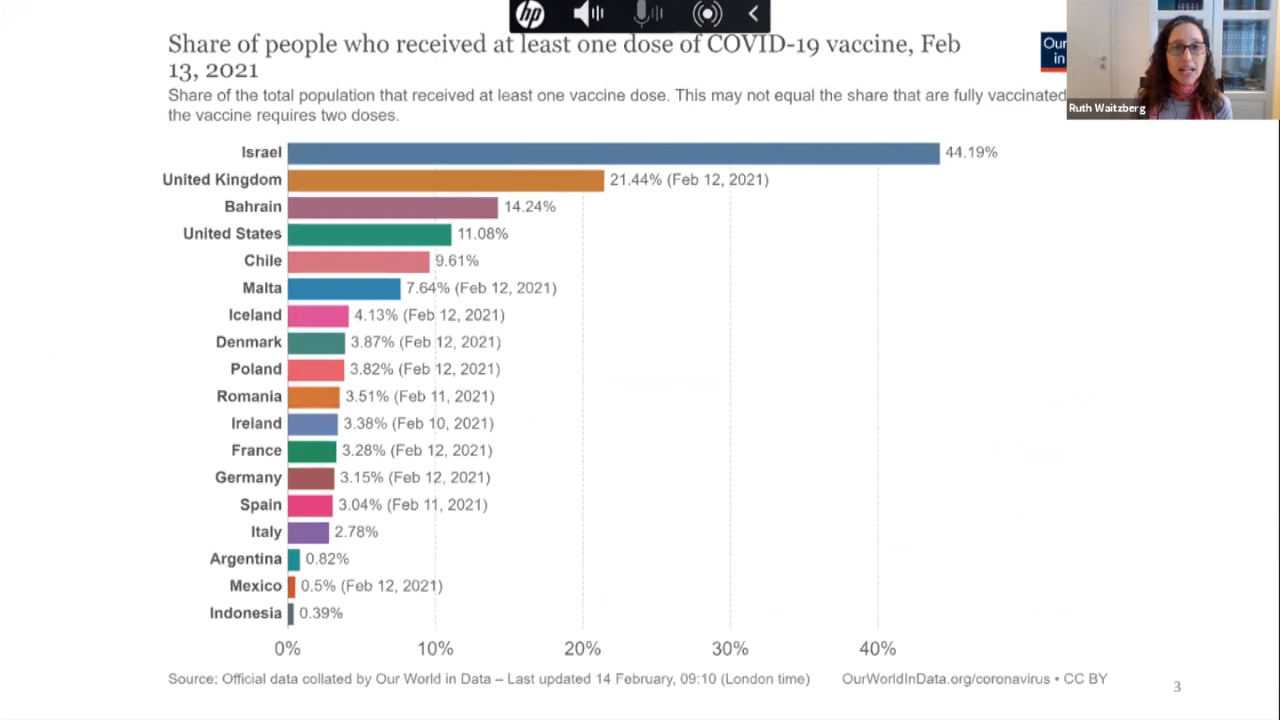 hp
Share of people who received at least one dose of COVID-19 vaccine, Feb
13, 2021
Our
in
Ruth Waitzberg
Share of the total population that received at least one vaccine dose. This may not equal the share that are fully vaccinated
the vaccine requires two doses.
Israel 44.19%
United Kingdom 21.44% (Feb 12, 2021)
Bahrain 14.24%
United States 11.08%
Chile 9.61%
Malta 7.64% (Feb 12, 2021)
Iceland 4.13% (Feb 12, 2021)
Denmark 3.87% (Feb 12, 2021)
Poland 3.82% (Feb 12, 2021)
Romania 3.51% (Feb 11, 2021)
Ireland 3.38% (Feb 10, 2021)
France 3.28% (Feb 12, 2021)
Germany 3.15% (Feb 12, 2021)
Spain 3.04% (Feb 11, 2021)
Italy 2.78%
Argentina 0.82%
Mexico 0.5% (Feb 12, 2021)
Indonesia 0.39%
0% 10% 20% 30% 40%
Source: Official data collated by Our World in Data – Last updated 14 February, 09:10 (London time) OurWorldInData.org/coronavirus • CC BY
3